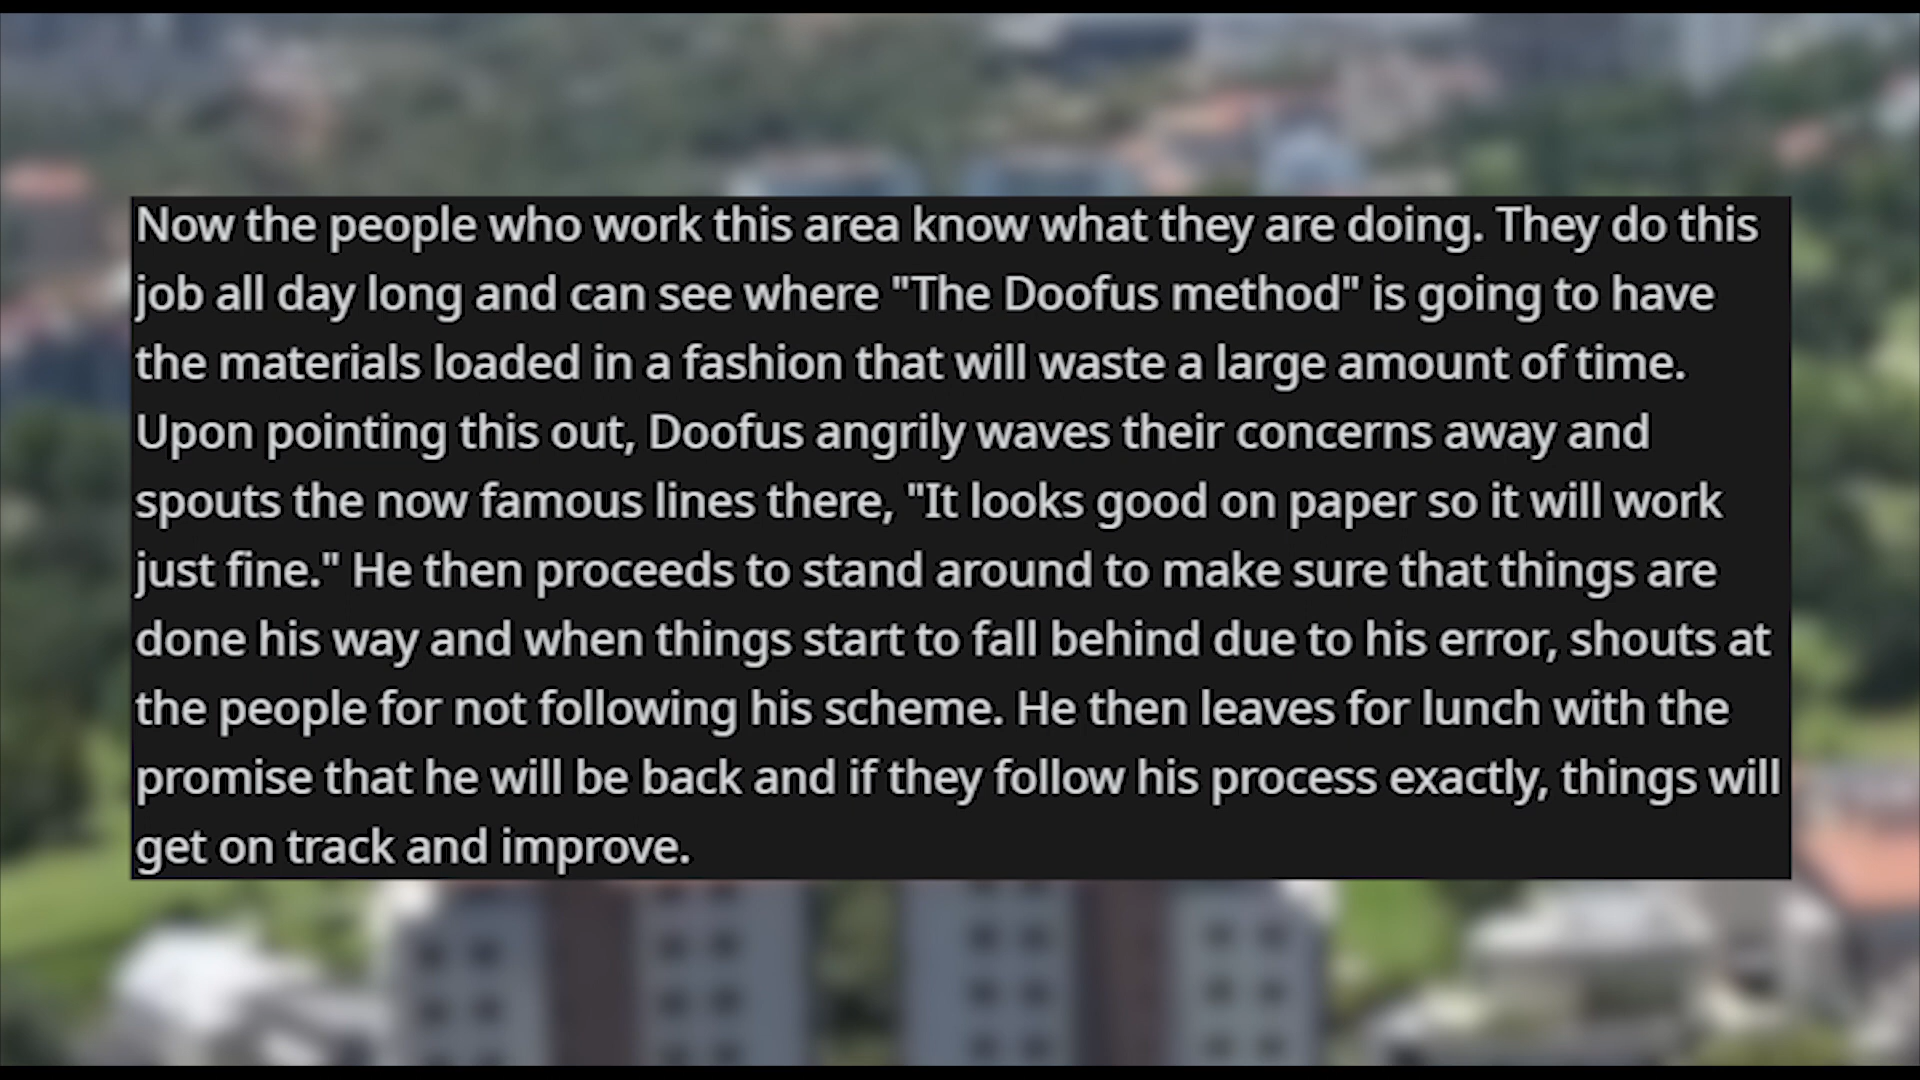 Now the people who work this area know what they are doing. They do this
job all day long and can see where "The Doofus method" is going to have
the materials loaded in a fashion that will waste a large amount of time.
Upon pointing this out, Doofus angrily waves their concerns away and
spouts the now famous lines there, "It looks good on paper so it will work
just fine." He then proceeds to stand around to make sure that things are
done his way and when things start to fall behind due to his error, shouts at
the people for not following his scheme. He then leaves for lunch with the
promise that he will be back and if they follow his process exactly, things will
get on track and improve.